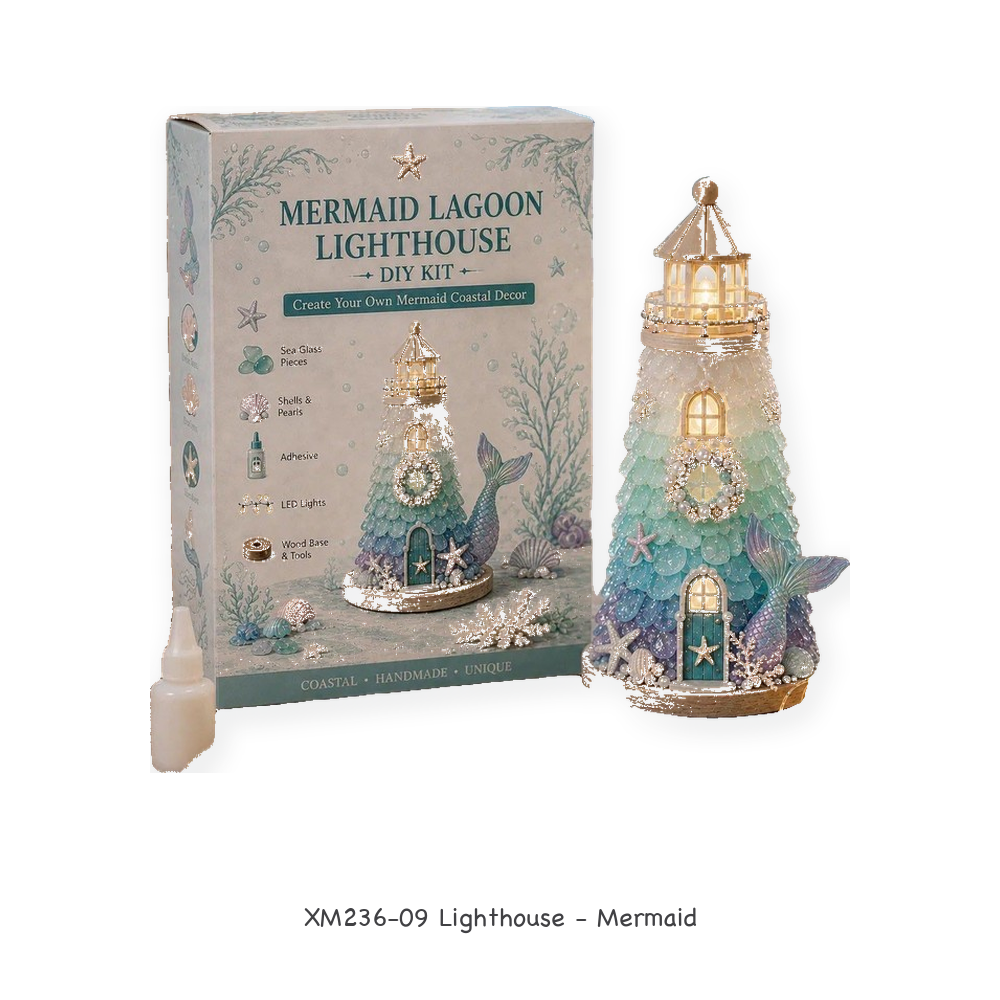 MERMAID LAGOON
LIGHTHOUSE
DIY KIT
Create Your Own Mermaid Coastal Decor
Sea Glass
Pieces
Shells &
Pearls
Adhesive
LED Lights
Wood Base
& Tools
COASTAL • HANDMADE • UNIQUE
XM236-09 Lighthouse - Mermaid